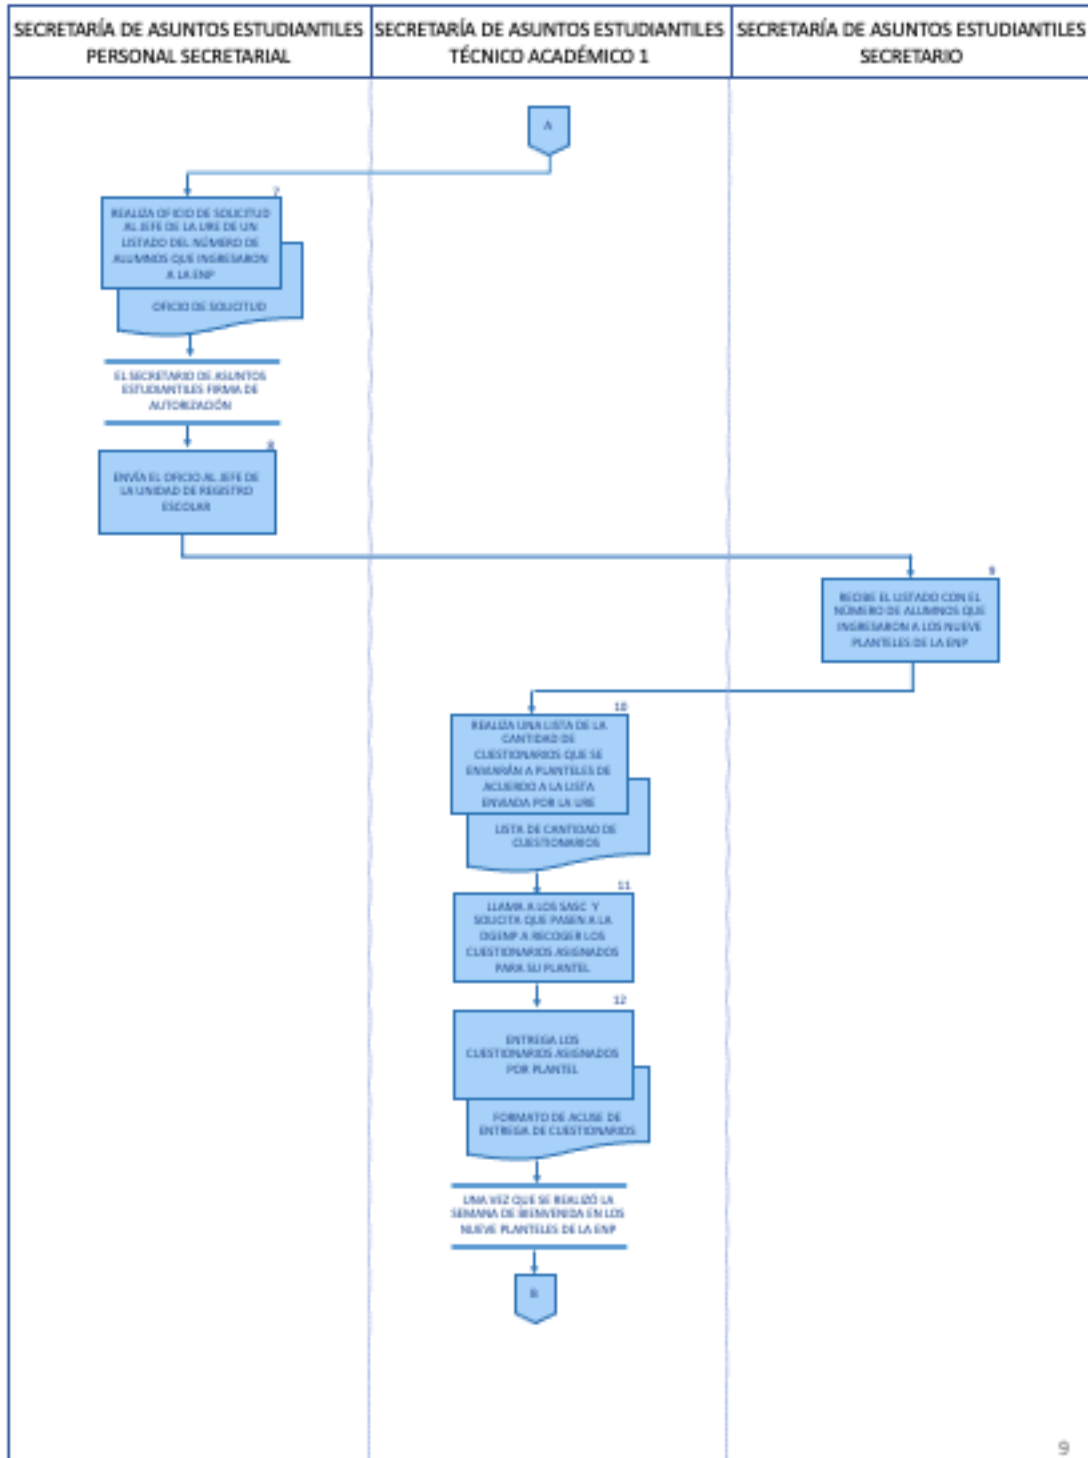 SECRETARÍA DE ASUNTOS ESTUDIANTILES
PERSONAL SECRETARIAL
SECRETARÍA DE ASUNTOS ESTUDIANTILES
TÉCNICO ACADÉMICO 1
SECRETARÍA DE ASUNTOS ESTUDIANTILES
SECRETARIO
A
7
REALIZA OFICIO DE SOLICITUD
AL JEFE DE LA URE DE UN
LISTADO DEL NÚMERO DE
ALUMNOS QUE INGRESARON
A LA ENP
OFICIO DE SOLICITUD
EL SECRETARIO DE ASUNTOS
ESTUDIANTILES FIRMA DE
AUTORIZACIÓN
8
ENVÍA EL OFICIO AL JEFE DE
LA UNIDAD DE REGISTRO
ESCOLAR
9
RECIBE EL LISTADO CON EL
NÚMERO DE ALUMNOS QUE
INGRESARON A LOS NUEVE
PLANTELES DE LA ENP
10
REALIZA UNA LISTA DE LA
CANTIDAD DE
CUESTIONARIOS QUE SE
ENVIARÁN A PLANTELES DE
ACUERDO A LA LISTA
ENVIADA POR LA URE
LISTA DE CANTIDAD DE
CUESTIONARIOS
11
LLAMA A LOS SASC Y
SOLICITA QUE PASEN A LA
DGENP A RECOGER LOS
CUESTIONARIOS ASIGNADOS
PARA SU PLANTEL
12
ENTREGA LOS
CUESTIONARIOS ASIGNADOS
POR PLANTEL
FORMATO DE ACUSE DE
ENTREGA DE CUESTIONARIOS
UNA VEZ QUE SE REALIZÓ LA
SEMANA DE BIENVENIDA EN LOS
NUEVE PLANTELES DE LA ENP
B
9